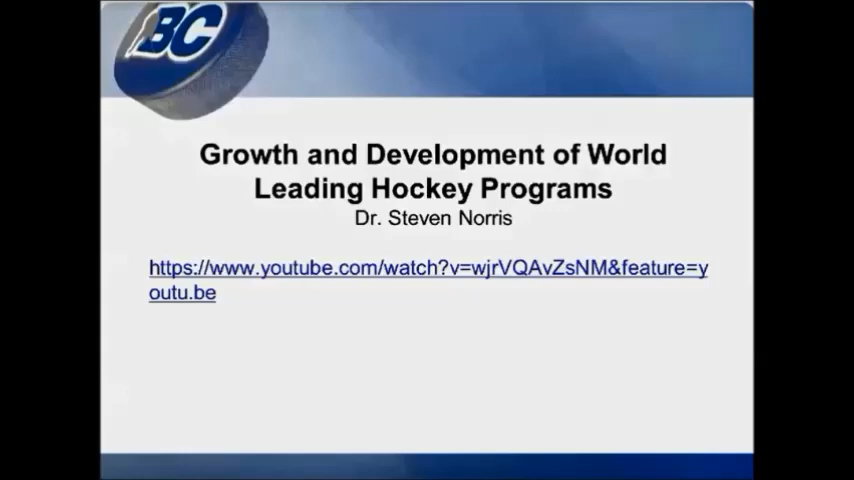 BC
Growth and Development of World
Leading Hockey Programs
Dr. Steven Norris
https://www.youtube.com/watch?v=wjrVQAvZsNM&feature=y
outu.be